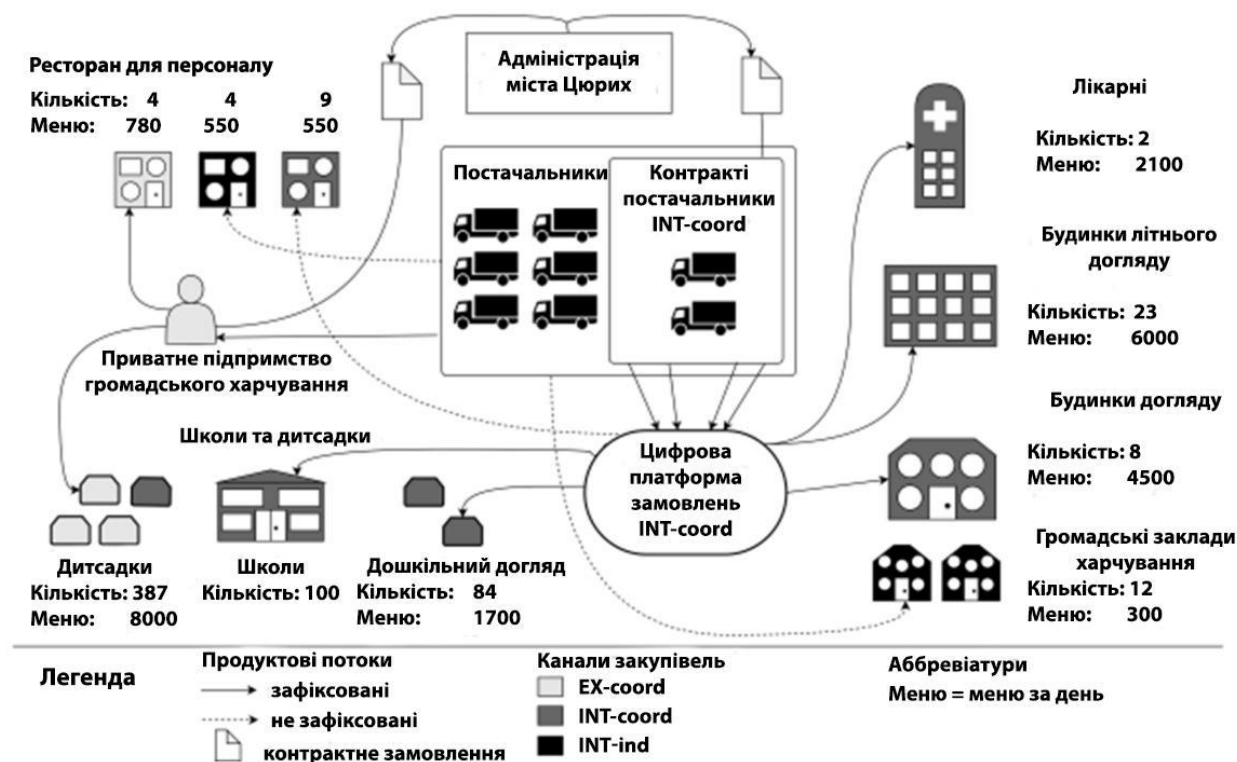 Адміністрація
міста Цюрих
Ресторан для персоналу
Кількість: 4 4 9
Меню: 780 550 550
Постачальники
Контракті
постачальники
INT-coord
Лікарні
Кількість: 2
Меню: 2100
Будинки літнього
догляду
Кількість: 23
Меню: 6000
Приватне підпримство
громадського харчування
Будинки догляду
Кількість: 8
Меню: 4500
Школи та дитсадки
Цифрова
платформа
замовлень
INT-coord
Громадські заклади
харчування
Кількість: 12
Меню: 300
Дитсадки
Кількість: 387
Меню: 8000
Школи
Кількість: 100
Дошкільний догляд
Кількість: 84
Меню: 1700
Легенда
Продуктові потоки
зафіксовані
не зафіксовані
контрактне замовлення
Канали закупівель
EX-coord
INT-coord
INT-ind
Аббревіатури
Меню = меню за день